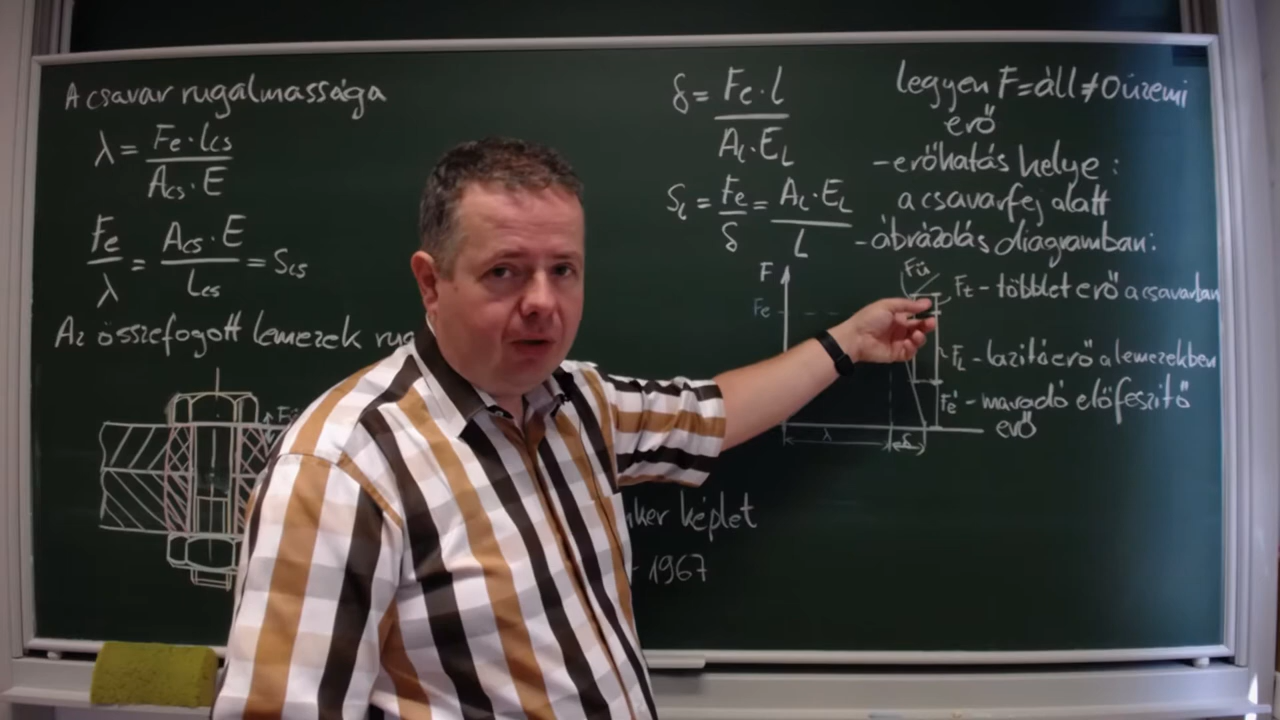 A csavar rugalmassága
λ = Fe·lcs / Acs·E
Fe / λ = Acs·E / Lcs = Scs
Az összefogott lemezek
δ = Fe·l / AL·EL
SL = Fe / δ = AL·EL / L
képlet
1967
legyen F=áll≠0 üzemi
erő
-erőhatás helye:
a csavarfej alatt
-ábrázolás diagramban:
F
Fe
Fü
Ft - többlet erő a csavarban
FL - lazító erő a lemezekben
Fe' - maradó előfeszítő
erő
λ
δ